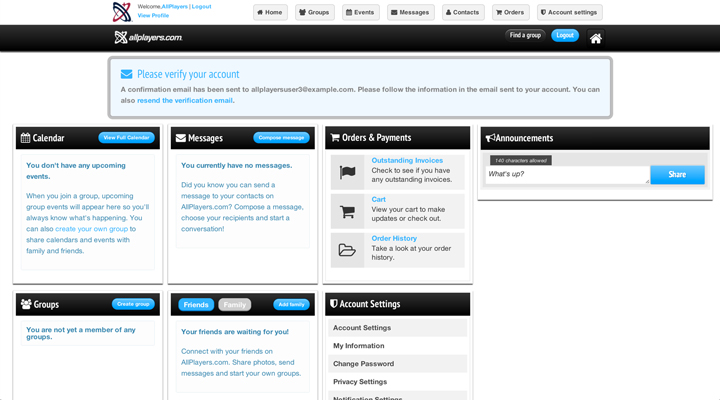 Welcome,AllPlayers | Logout
View Profile
Home
Groups
Events
Messages
Contacts
Orders
Account settings
allplayers.com
Find a group
Logout
Please verify your account
A confirmation email has been sent to allplayersuser3@example.com. Please follow the information in the email sent to your account. You can
also resend the verification email.
Calendar
View Full Calendar
You don't have any upcoming
events.
When you join a group, upcoming
group events will appear here so you'll
always know what's happening. You
can also create your own group to
share calendars and events with
family and friends.
Messages
Compose message
You currently have no messages.
Did you know you can send a
message to your contacts on
AllPlayers.com? Compose a message,
choose your recipients and start a
conversation!
Orders & Payments
Outstanding Invoices
Check to see if you have
any outstanding invoices.
Cart
View your cart to make
updates or check out.
Order History
Take a look at your order
history.
Announcements
140 characters allowed
What's up?
Share
Groups
Create group
You are not yet a member of any
groups.
Friends
Family
Add family
Your friends are waiting for you!
Connect with your friends on
AllPlayers.com. Share photos, send
messages and start your own groups.
Account Settings
Account Settings
My Information
Change Password
Privacy Settings
Notification Settings